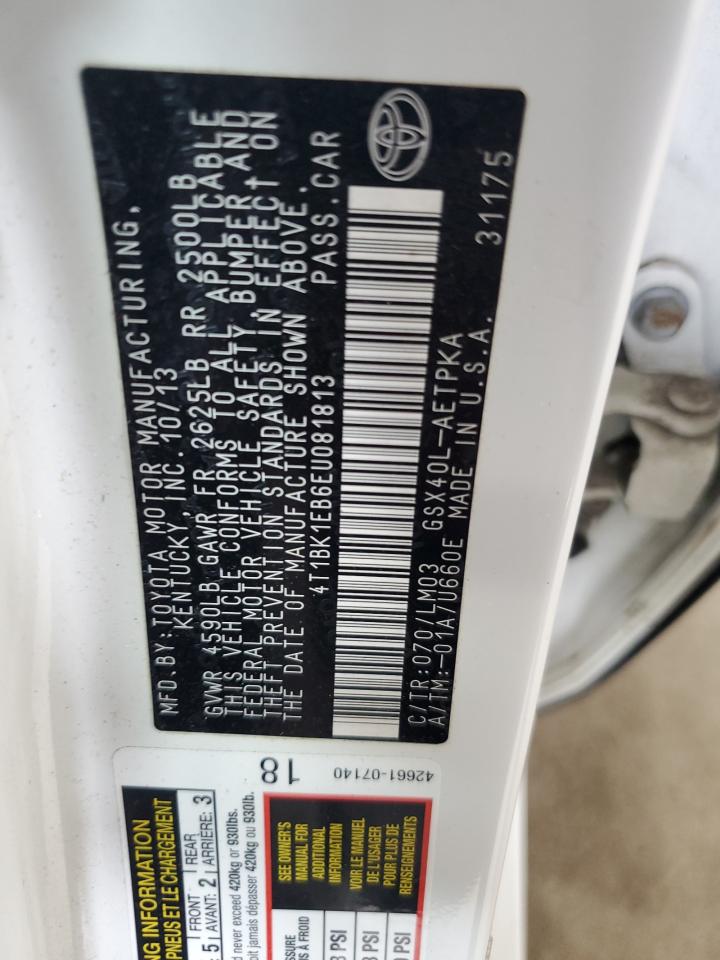 MFD.BY:TOYOTA MOTOR MANUFACTURING,
KENTUCKY INC.10/13
GVWR 4590LB GAWR FR 2625LB RR 2500LB
THIS VEHICLE CONFORMS TO ALL APPLICABLE
FEDERAL MOTOR VEHICLE SAFETY, BUMPER AND
THEFT PREVENTION STANDARDS IN EFFECT ON
THE DATE OF MANUFACTURE SHOWN ABOVE.
4T1BK1EB6EU081813 PASS.CAR
C/TR:070/LM03 GSX40L-AETPKA
A/TM:-01A/U660E MADE IN U.S.A.
31175
18
42661-07140
INFORMATION
PNEUS ET LE CHARGEMENT
5 FRONT AVANT: 2 REAR ARRIÈRE: 3
never exceed 420kg or 930lbs.
jamais dépasser 420kg ou 930lb.
SEE OWNER'S
MANUAL FOR
ADDITIONAL
INFORMATION
VOIR LE MANUEL
DE L'USAGER
POUR PLUS DE
RENSEIGNEMENTS
À FROID
PSI
PSI
PSI